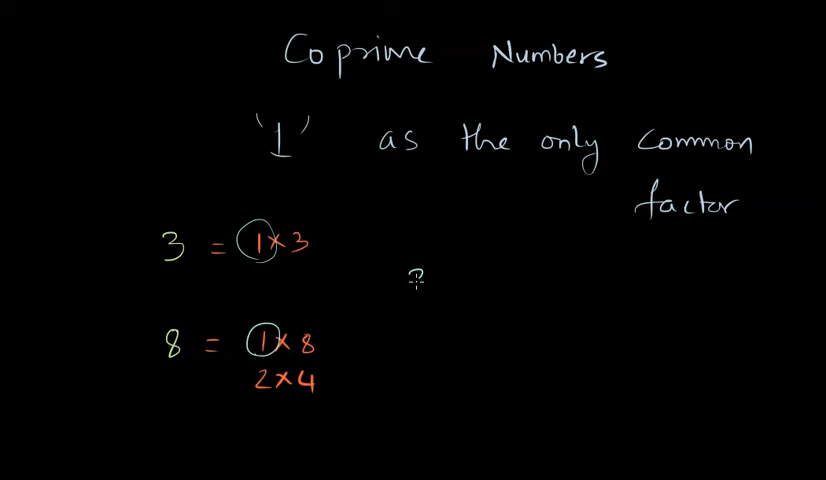 Coprime Numbers
'1' as the only common
factor
3 = 1 × 3
8 = 1 × 8
2 × 4